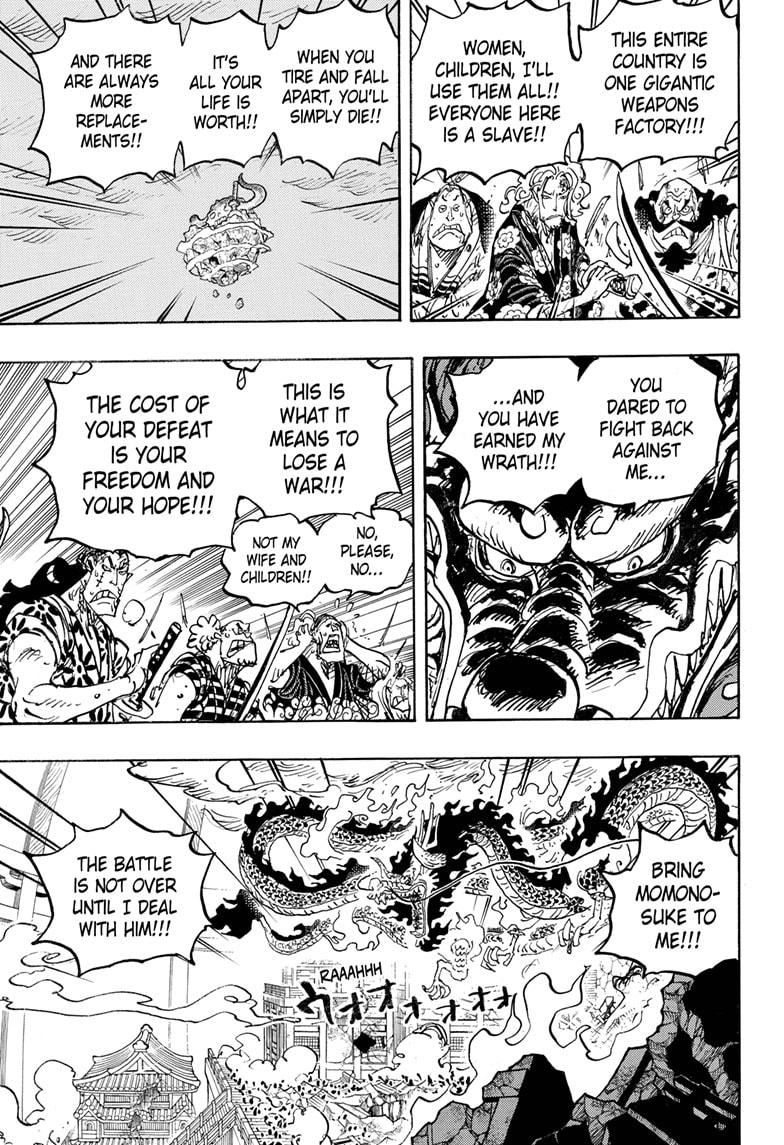 THIS ENTIRE
COUNTRY IS
ONE GIGANTIC
WEAPONS
FACTORY!!!
WOMEN,
CHILDREN, I'LL
USE THEM ALL!!
EVERYONE HERE
IS A SLAVE!!
WHEN YOU
TIRE AND FALL
APART, YOU'LL
SIMPLY DIE!!
IT'S
ALL YOUR
LIFE IS
WORTH!!
AND THERE
ARE ALWAYS
MORE
REPLACE-
MENTS!!
YOU
DARED TO
FIGHT BACK
AGAINST
ME...
...AND
YOU HAVE
EARNED MY
WRATH!!!
THIS IS
WHAT IT
MEANS TO
LOSE A
WAR!!!
THE COST OF
YOUR DEFEAT
IS YOUR
FREEDOM AND
YOUR HOPE!!!
NO,
PLEASE,
NO...
NOT MY
WIFE AND
CHILDREN!!
BRING
MOMONO-
SUKE TO
ME!!!
THE BATTLE
IS NOT OVER
UNTIL I DEAL
WITH HIM!!!
RAAAHHH
ウオオオオオオ